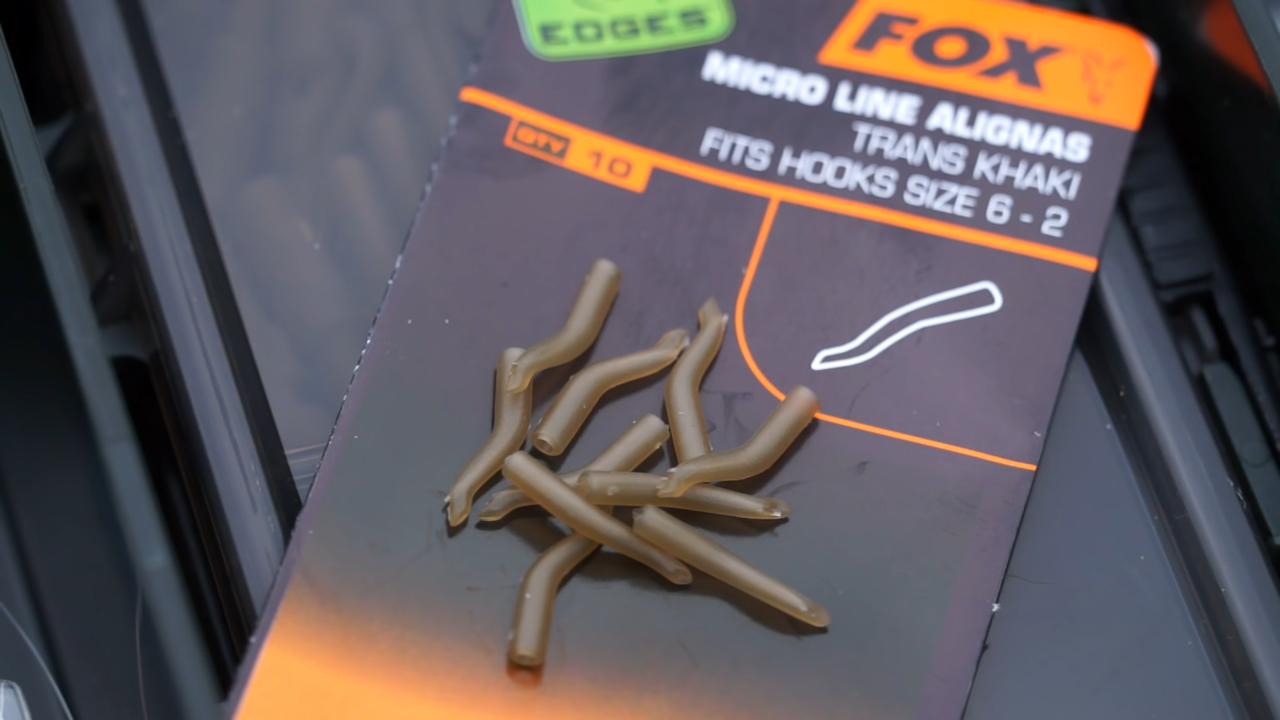 EDGES
FOX
MICRO LINE ALIGNAS
TRANS KHAKI
FITS HOOKS SIZE 6 - 2
QTY 10